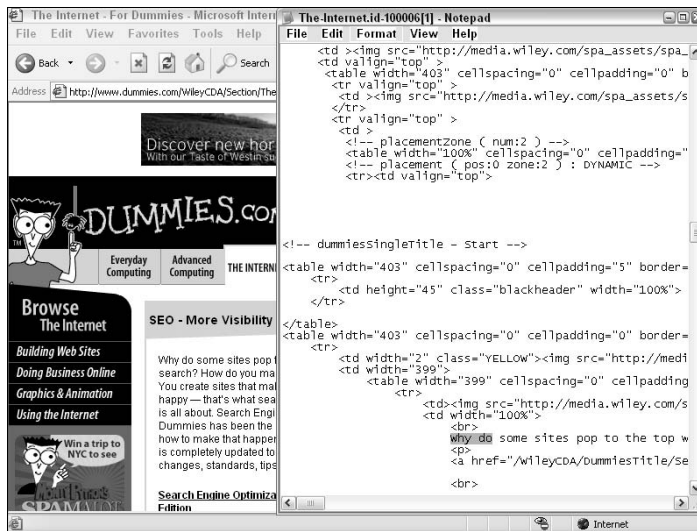 The Internet - For Dummies - Microsoft Intern
File Edit View Favorites Tools Help
Back Search
Address http://www.dummies.com/WileyCDA/Section/The
Discover new hor
With our Taste of Westin su
DUMMIES.co
TM
Everyday Computing
Advanced Computing
THE INTERN
Browse
The Internet
Building Web Sites
Doing Business Online
Graphics & Animation
Using the Internet
Win a trip to
NYC to see
SPAMALOT
SEO - More Visibility
Why do some sites pop t
search? How do you ma
You create sites that mal
happy — that's what sea
is all about. Search Engi
Dummies has been the
how to make that happer
is completely updated to
changes, standards, tips
Search Engine Optimiza
Edition
The-Internet.id-100006[1] - Notepad
File Edit Format View Help
<td ><img src="http://media.wiley.com/spa_assets/spa_
<td valign="top" >
<table width="403" cellspacing="0" cellpadding="0" b
<tr valign="top" >
<td ><img src="http://media.wiley.com/spa_assets/s
</tr>
<tr valign="top" >
<td >
<!-- placementZone ( num:2 ) -->
<table width="100%" cellspacing="0" cellpadding="
<!-- placement ( pos:0 zone:2 ) : DYNAMIC -->
<tr><td valign="top">
<!-- dummiesSingleTitle - Start -->
<table width="403" cellspacing="0" cellpadding="5" border=
<tr>
<td height="45" class="blackheader" width="100%">
</tr>
</table>
<table width="403" cellspacing="0" cellpadding="0" border=
<tr>
<td width="2" class="YELLOW"><img src="http://medi
<td width="399">
<table width="399" cellspacing="0" cellpadding="0"
<tr>
<td><img src="http://media.wiley.com/s
<td width="100%">
<br>
Why do some sites pop to the top w
<p>
<a href="/WileyCDA/DummiesTitle/Se
<br>
Internet